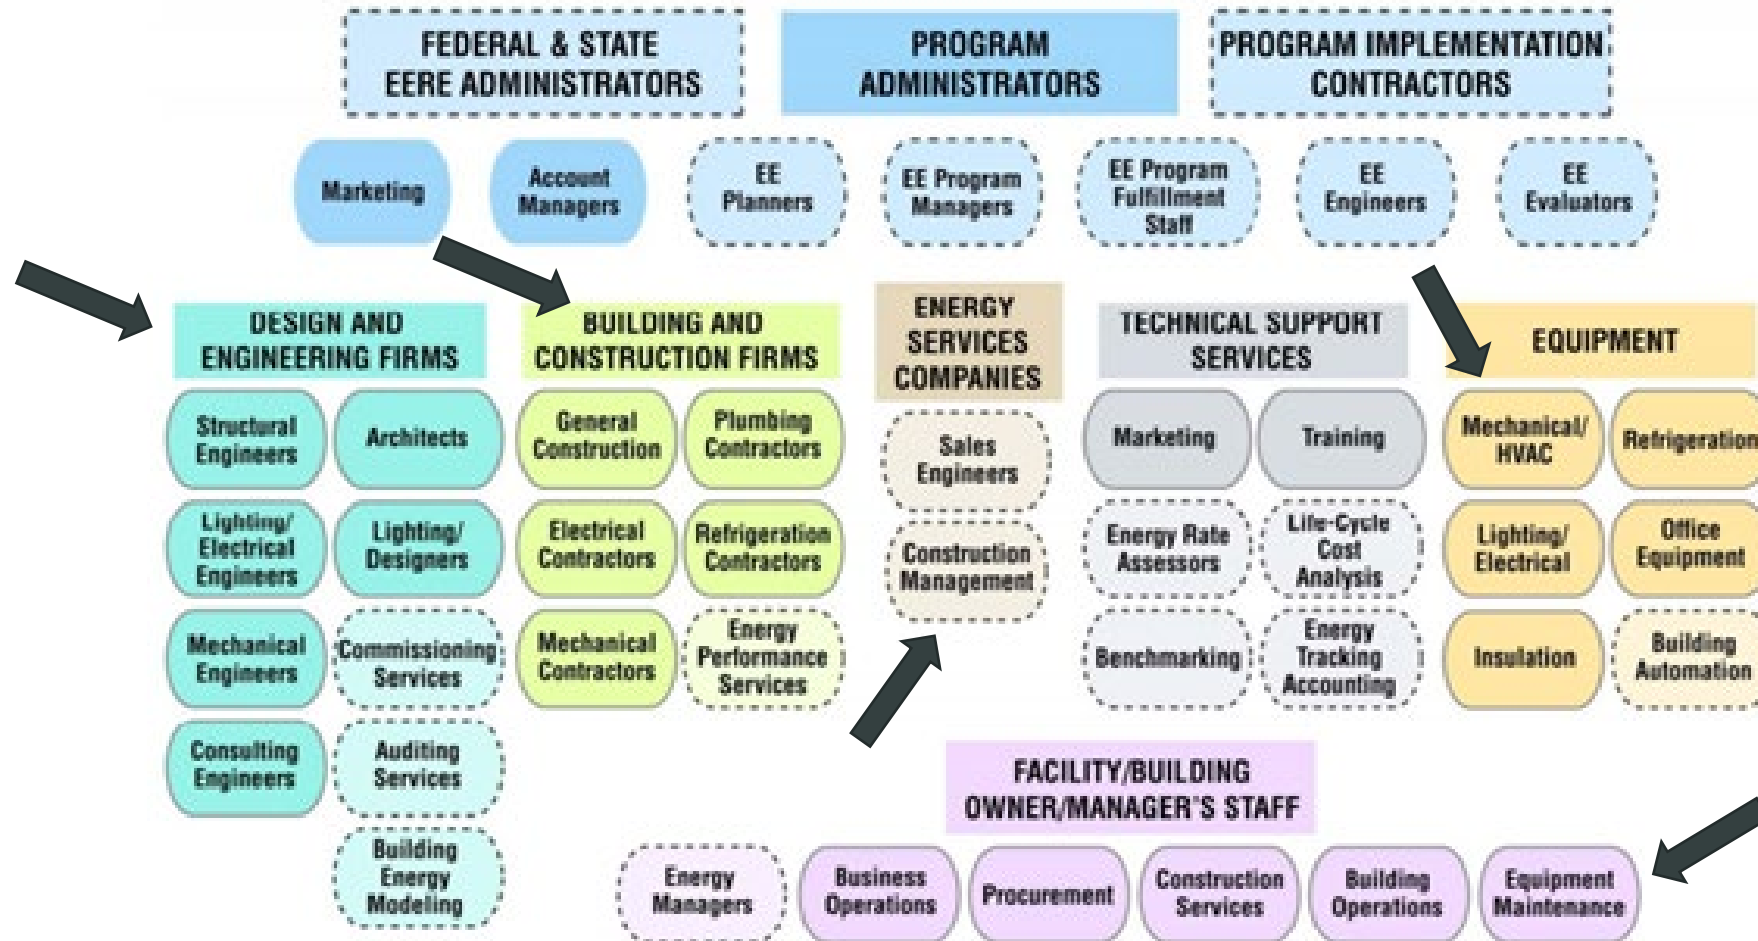 FEDERAL & STATE
EERE ADMINISTRATORS
PROGRAM
ADMINISTRATORS
PROGRAM IMPLEMENTATION
CONTRACTORS
Marketing
Account
Managers
EE
Planners
EE Program
Managers
EE Program
Fulfillment
Staff
EE
Engineers
EE
Evaluators
DESIGN AND
ENGINEERING FIRMS
Structural
Engineers
Architects
Lighting/
Electrical
Engineers
Lighting/
Designers
Mechanical
Engineers
Commissioning
Services
Consulting
Engineers
Auditing
Services
Building
Energy
Modeling
BUILDING AND
CONSTRUCTION FIRMS
General
Construction
Plumbing
Contractors
Electrical
Contractors
Refrigeration
Contractors
Mechanical
Contractors
Energy
Performance
Services
ENERGY
SERVICES
COMPANIES
Sales
Engineers
Construction
Management
TECHNICAL SUPPORT
SERVICES
Marketing
Training
Energy Rate
Assessors
Life-Cycle
Cost
Analysis
Benchmarking
Energy
Tracking
Accounting
EQUIPMENT
Mechanical/
HVAC
Refrigeration
Lighting/
Electrical
Office
Equipment
Insulation
Building
Automation
FACILITY/BUILDING
OWNER/MANAGER'S STAFF
Energy
Managers
Business
Operations
Procurement
Construction
Services
Building
Operations
Equipment
Maintenance